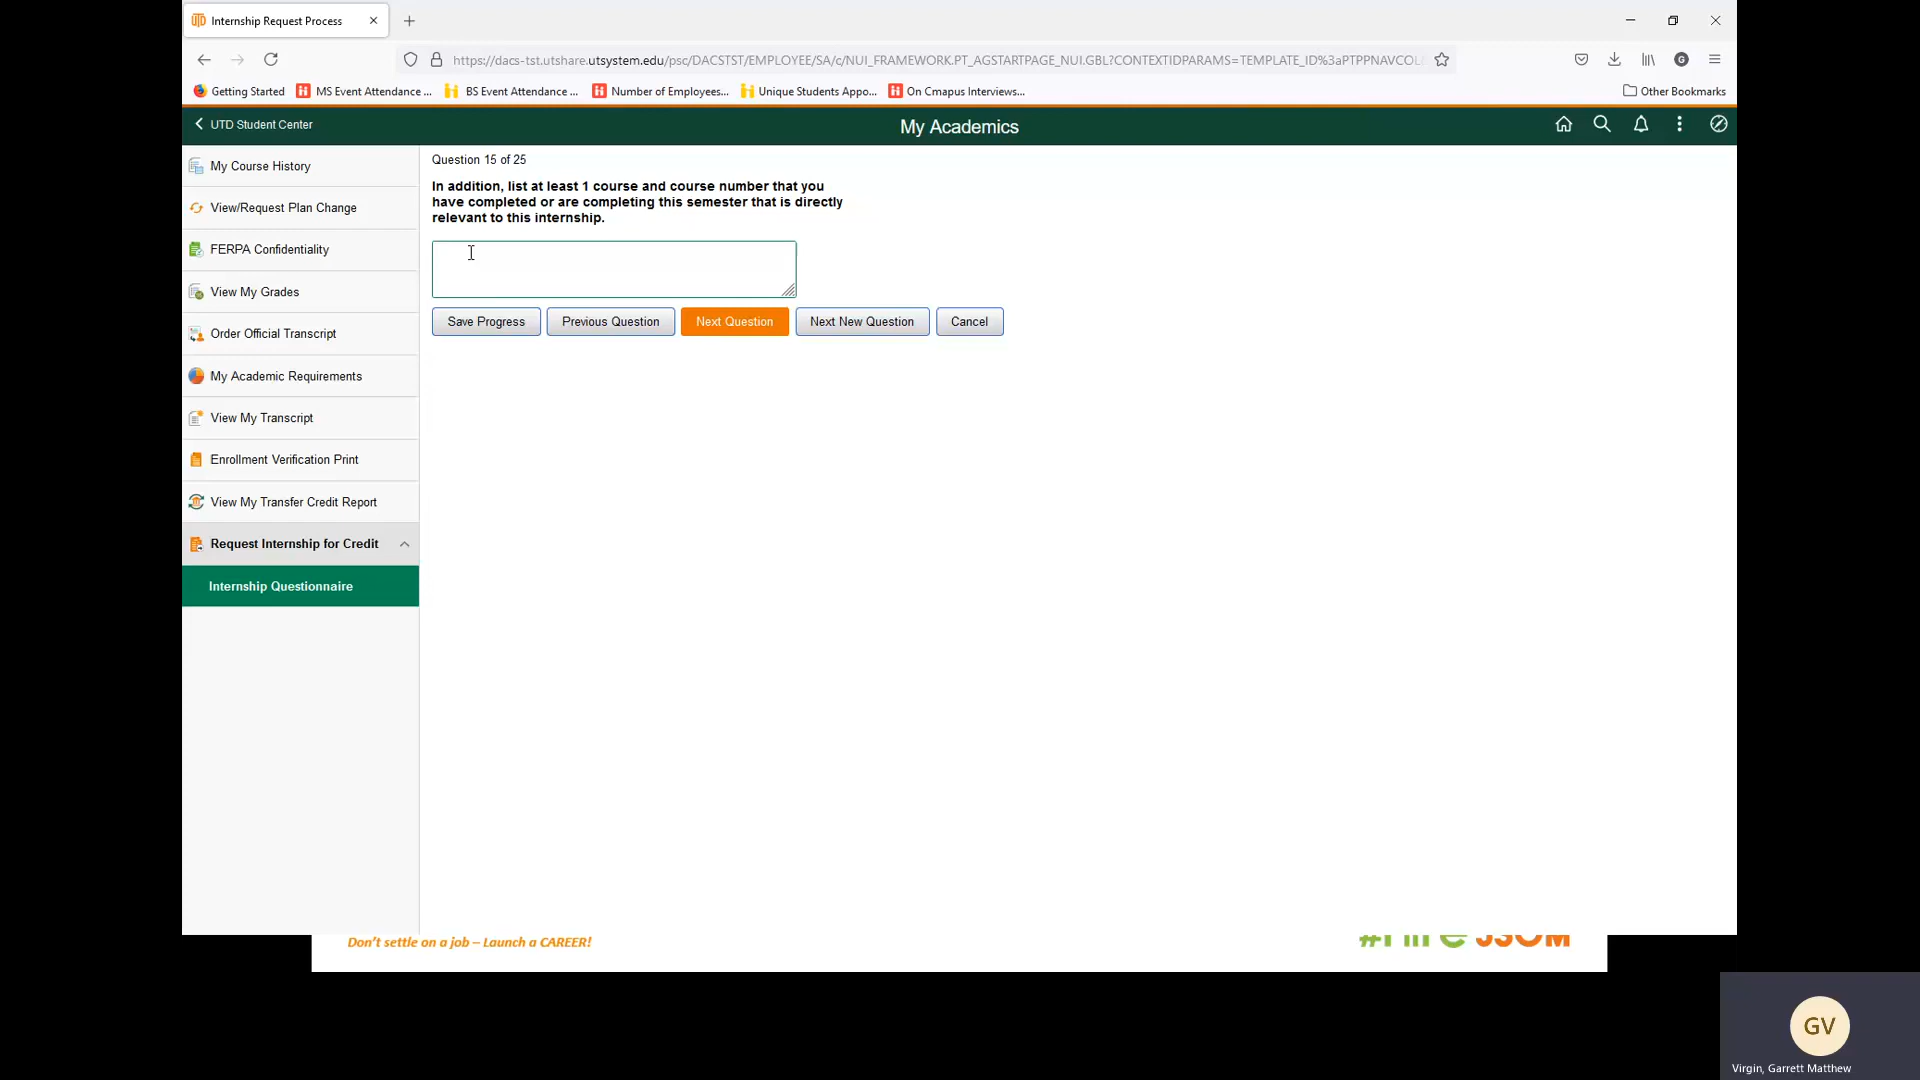 Internship Request Process
https://dacs-tst.utshare.utsystem.edu/psc/DACSTST/EMPLOYEE/SA/c/NUI_FRAMEWORK.PT_AGSTARTPAGE_NUI.GBL?CONTEXTIDPARAMS=TEMPLATE_ID%3aPTPPNAVCOL
Getting Started MS Event Attendance ... BS Event Attendance ... Number of Employees... Unique Students Appo... On Cmapus Interviews... Other Bookmarks
UTD Student Center My Academics
My Course History
View/Request Plan Change
FERPA Confidentiality
View My Grades
Order Official Transcript
My Academic Requirements
View My Transcript
Enrollment Verification Print
View My Transfer Credit Report
Request Internship for Credit
Internship Questionnaire
Question 15 of 25
In addition, list at least 1 course and course number that you
have completed or are completing this semester that is directly
relevant to this internship.
Save Progress Previous Question Next Question Next New Question Cancel
Don't settle on a job – Launch a CAREER!
GV
Virgin, Garrett Matthew